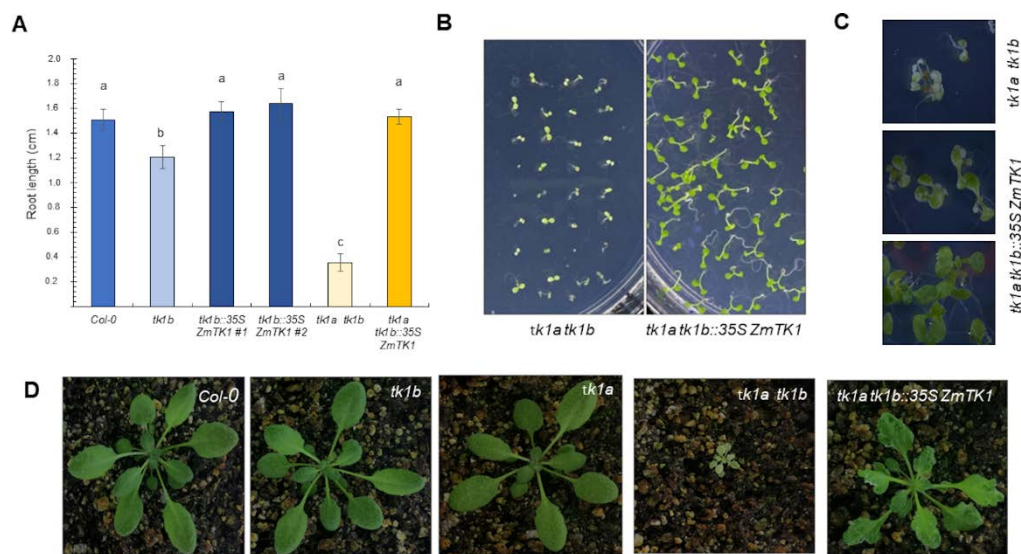 A
2.0
1.8
1.6
1.4
1.2
1.0
0.8
0.6
0.4
0.2
Root length (cm)
a
b
a
a
c
a
Col-0
tk1b
tk1b::35S
ZmTK1 #1
tk1b::35S
ZmTK1 #2
tk1a tk1b
tk1a
tk1b::35S
ZmTK1
B
tk1a tk1b
tk1a tk1b::35S ZmTK1
C
tk1a tk1b
tk1a tk1b::35S ZmTK1
D
Col-0
tk1b
tk1a
tk1a tk1b
tk1a tk1b::35S ZmTK1